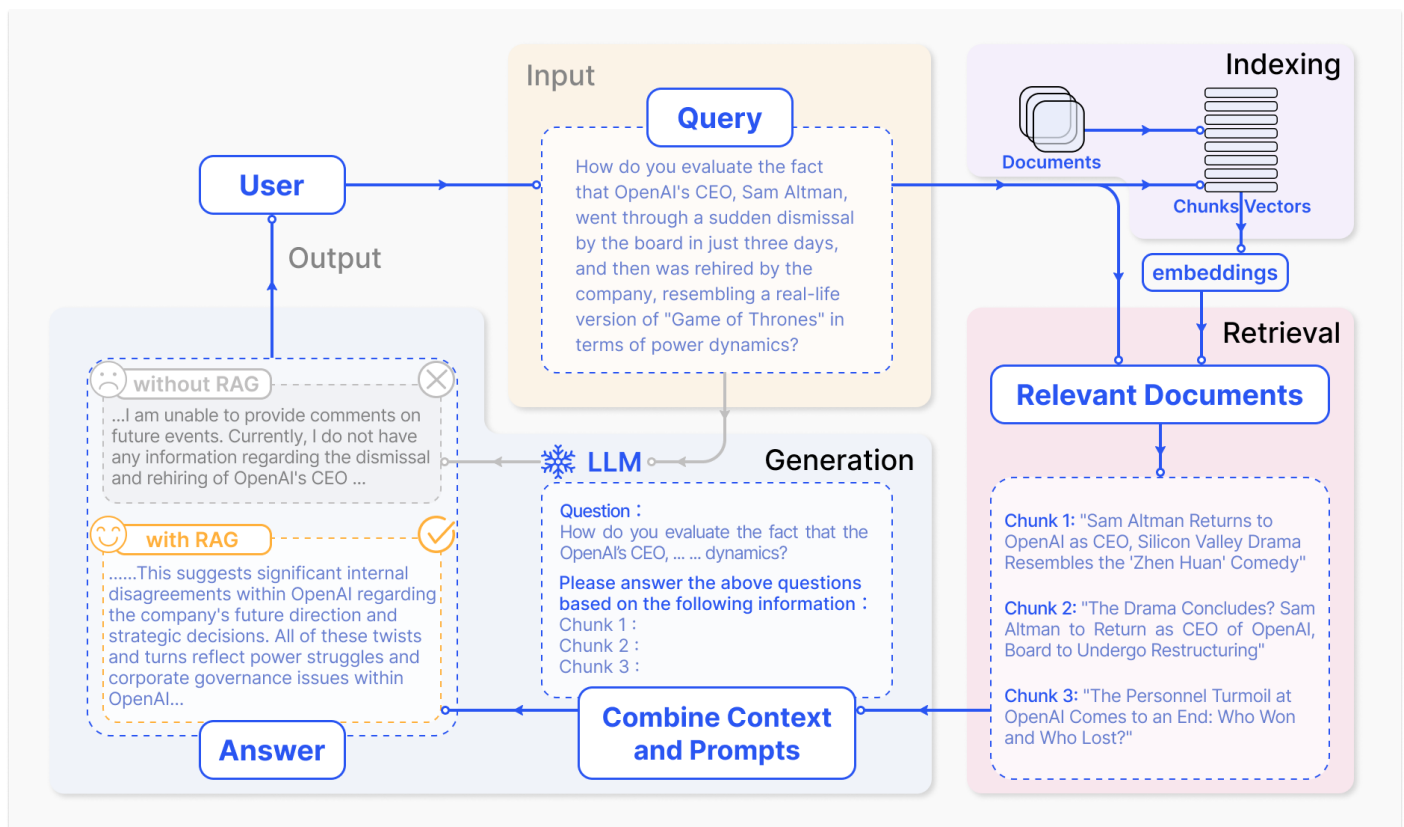 Input
Query
How do you evaluate the fact
that OpenAI's CEO, Sam Altman,
went through a sudden dismissal
by the board in just three days,
and then was rehired by the
company, resembling a real-life
version of "Game of Thrones" in
terms of power dynamics?
Indexing
Documents
Chunks Vectors
embeddings
User
Output
Retrieval
Relevant Documents
Chunk 1: "Sam Altman Returns to
OpenAI as CEO, Silicon Valley Drama
Resembles the 'Zhen Huan' Comedy"
Chunk 2: "The Drama Concludes? Sam
Altman to Return as CEO of OpenAI,
Board to Undergo Restructuring"
Chunk 3: "The Personnel Turmoil at
OpenAI Comes to an End: Who Won
and Who Lost?"
Generation
LLM
Question :
How do you evaluate the fact that the
OpenAI's CEO, ... ... dynamics?
Please answer the above questions
based on the following information :
Chunk 1 :
Chunk 2 :
Chunk 3 :
Combine Context
and Prompts
without RAG
...I am unable to provide comments on
future events. Currently, I do not have
any information regarding the dismissal
and rehiring of OpenAI's CEO ...
with RAG
......This suggests significant internal
disagreements within OpenAI regarding
the company's future direction and
strategic decisions. All of these twists
and turns reflect power struggles and
corporate governance issues within
OpenAI...
Answer